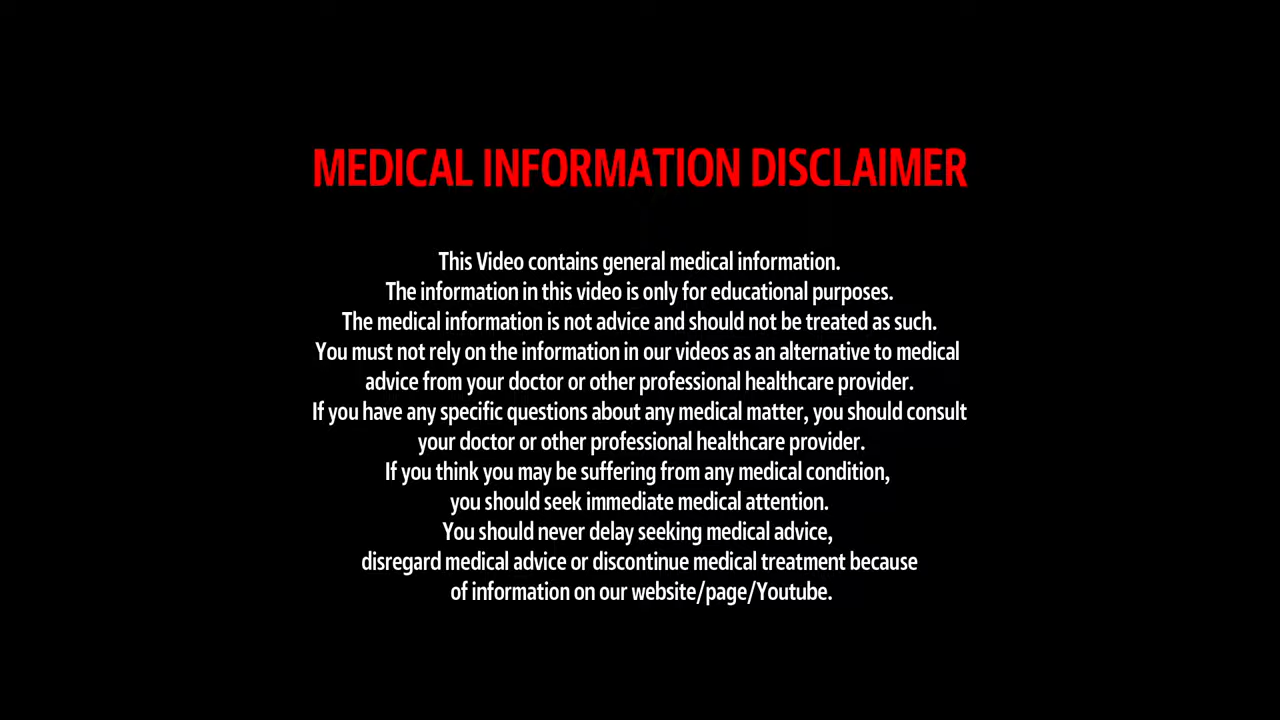 MEDICAL INFORMATION DISCLAIMER
This Video contains general medical information.
The information in this video is only for educational purposes.
The medical information is not advice and should not be treated as such.
You must not rely on the information in our videos as an alternative to medical
advice from your doctor or other professional healthcare provider.
If you have any specific questions about any medical matter, you should consult
your doctor or other professional healthcare provider.
If you think you may be suffering from any medical condition,
you should seek immediate medical attention.
You should never delay seeking medical advice,
disregard medical advice or discontinue medical treatment because
of information on our website/page/Youtube.